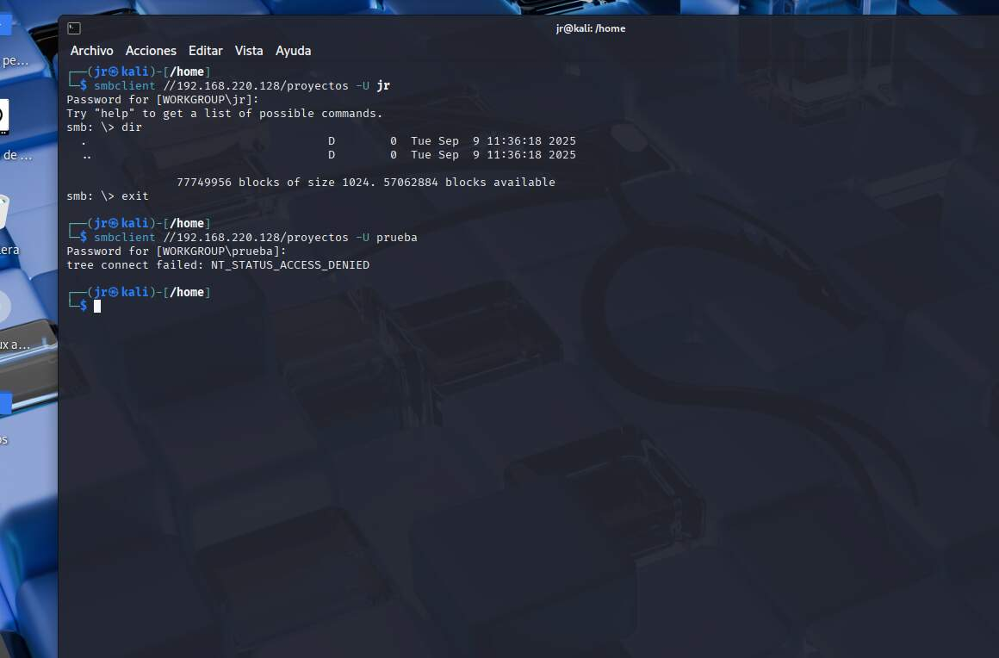 jr@kali: /home
Archivo Acciones Editar Vista Ayuda
┌──(jr㉿kali)-[/home]
└─$ smbclient //192.168.220.128/proyectos -U jr
Password for [WORKGROUP\jr]:
Try "help" to get a list of possible commands.
smb: \> dir
  .                                   D        0  Tue Sep  9 11:36:18 2025
  ..                                  D        0  Tue Sep  9 11:36:18 2025
		77749956 blocks of size 1024. 57062884 blocks available
smb: \> exit
┌──(jr㉿kali)-[/home]
└─$ smbclient //192.168.220.128/proyectos -U prueba
Password for [WORKGROUP\prueba]:
tree connect failed: NT_STATUS_ACCESS_DENIED
┌──(jr㉿kali)-[/home]
└─$
pe...
de ...